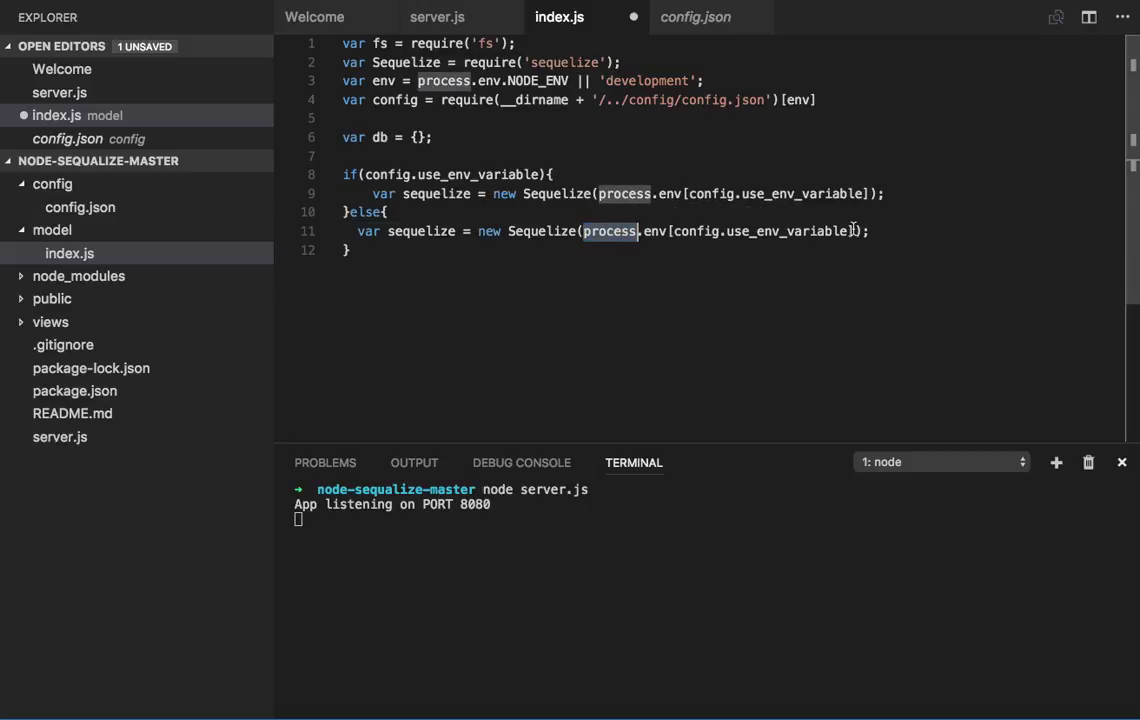 EXPLORER
OPEN EDITORS 1 UNSAVED
Welcome
server.js
index.js model
config.json config
NODE-SEQUALIZE-MASTER
config
config.json
model
index.js
node_modules
public
views
.gitignore
package-lock.json
package.json
README.md
server.js
Welcome server.js index.js config.json
1 var fs = require('fs');
2 var Sequelize = require('sequelize');
3 var env = process.env.NODE_ENV || 'development';
4 var config = require(__dirname + '/../config/config.json')[env]
5
6 var db = {};
7
8 if(config.use_env_variable){
9 var sequelize = new Sequelize(process.env[config.use_env_variable]);
10 }else{
11 var sequelize = new Sequelize(process.env[config.use_env_variable]);
12 }
PROBLEMS OUTPUT DEBUG CONSOLE TERMINAL 1: node
➜ node-sequalize-master node server.js
App listening on PORT 8080